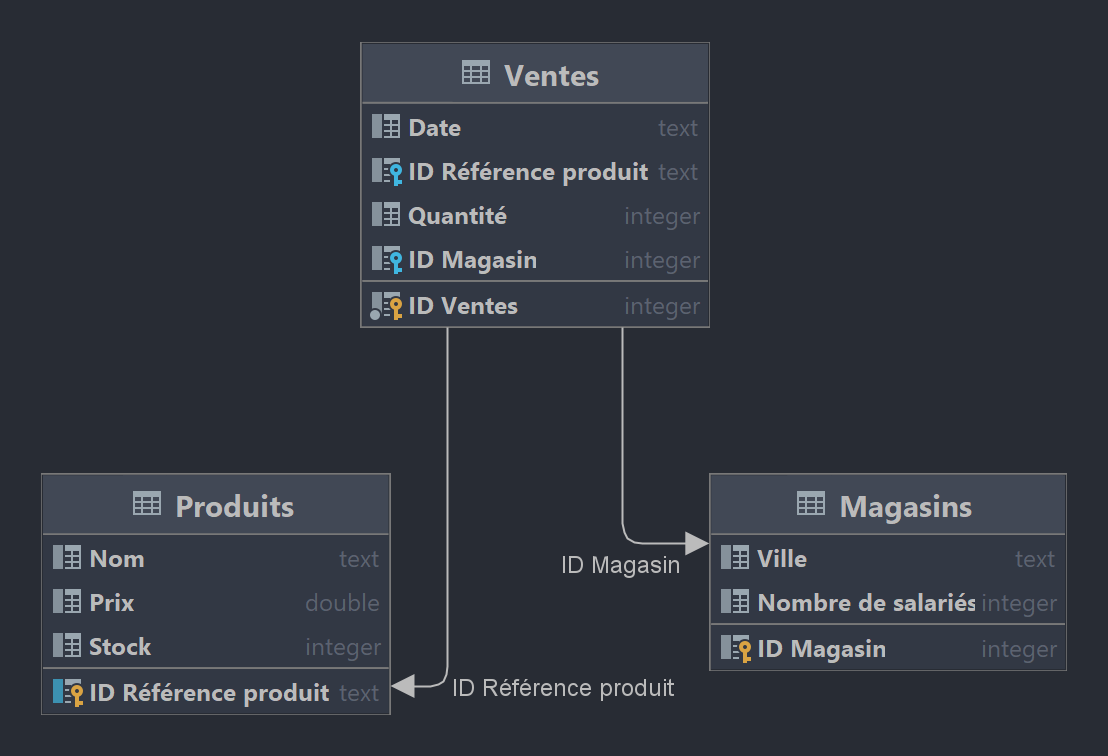 Ventes
Date text
ID Référence produit text
Quantité integer
ID Magasin integer
ID Ventes integer
Produits
Nom text
Prix double
Stock integer
ID Référence produit text
Magasins
Ville text
Nombre de salariés integer
ID Magasin integer
ID Magasin
ID Référence produit